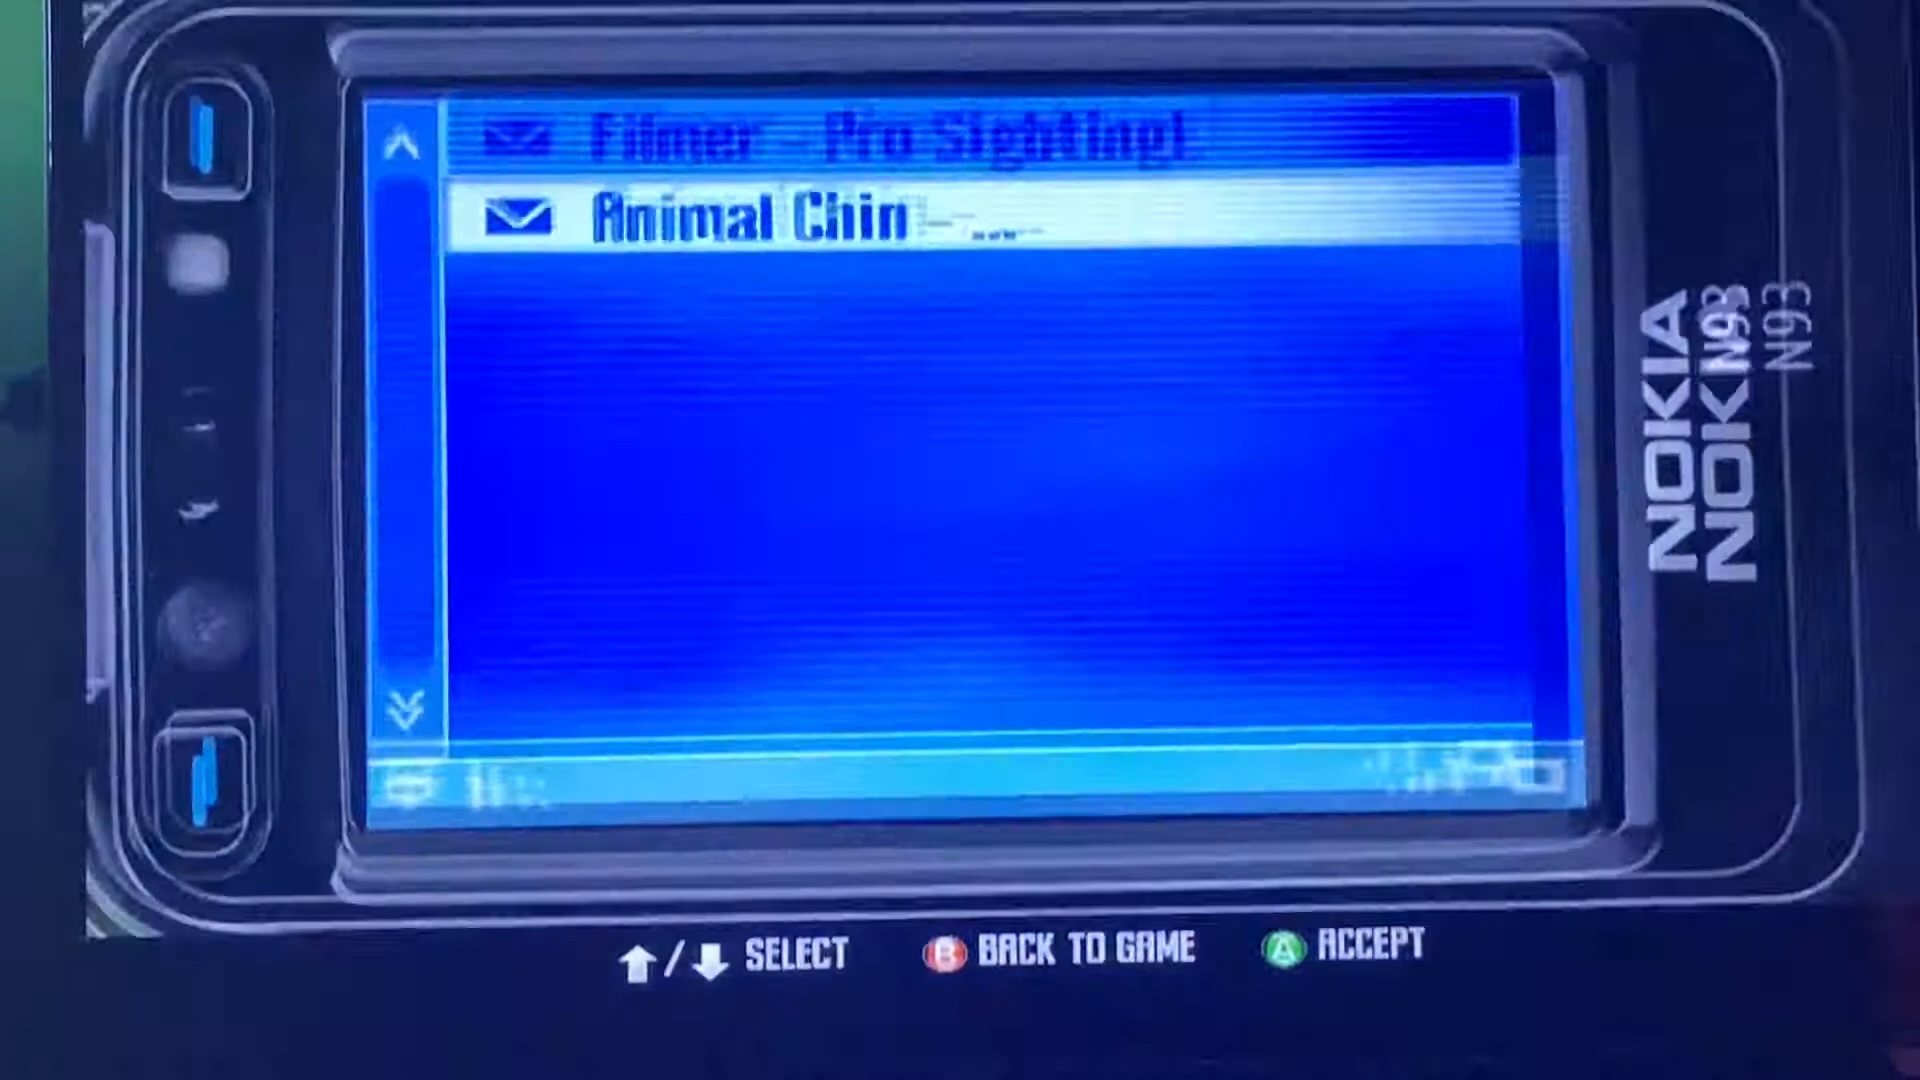 Filmer - Pro Sighting!
Animal Chin
NOKIA
NOKIA
N93
N93
SELECT
B BACK TO GAME
A ACCEPT